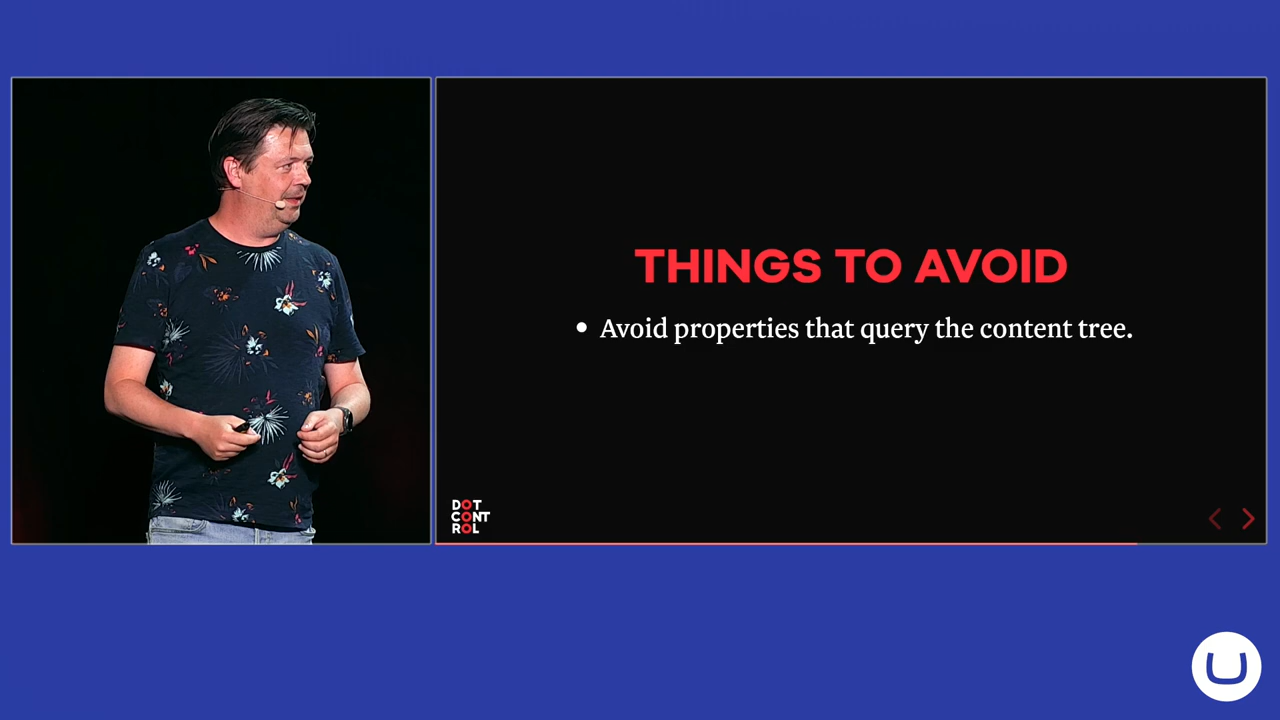 THINGS TO AVOID
• Avoid properties that query the content tree.
DOT
CONT
ROL
U